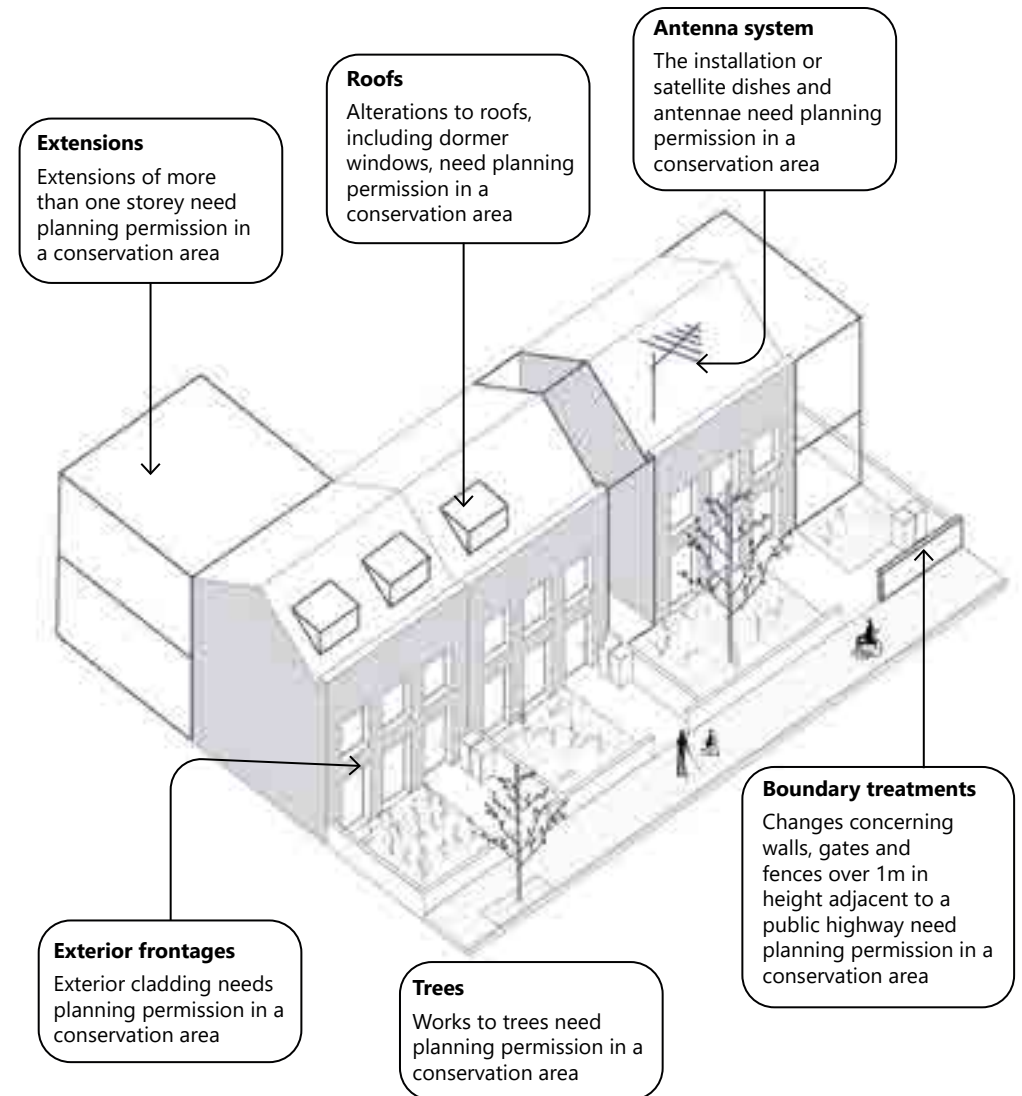 Antenna system
The installation or
satellite dishes and
antennae need planning
permission in a
conservation area
Roofs
Alterations to roofs,
including dormer
windows, need planning
permission in a
conservation area
Extensions
Extensions of more
than one storey need
planning permission in
a conservation area
Boundary treatments
Changes concerning
walls, gates and
fences over 1m in
height adjacent to a
public highway need
planning permission in a
conservation area
Exterior frontages
Exterior cladding needs
planning permission in a
conservation area
Trees
Works to trees need
planning permission in a
conservation area